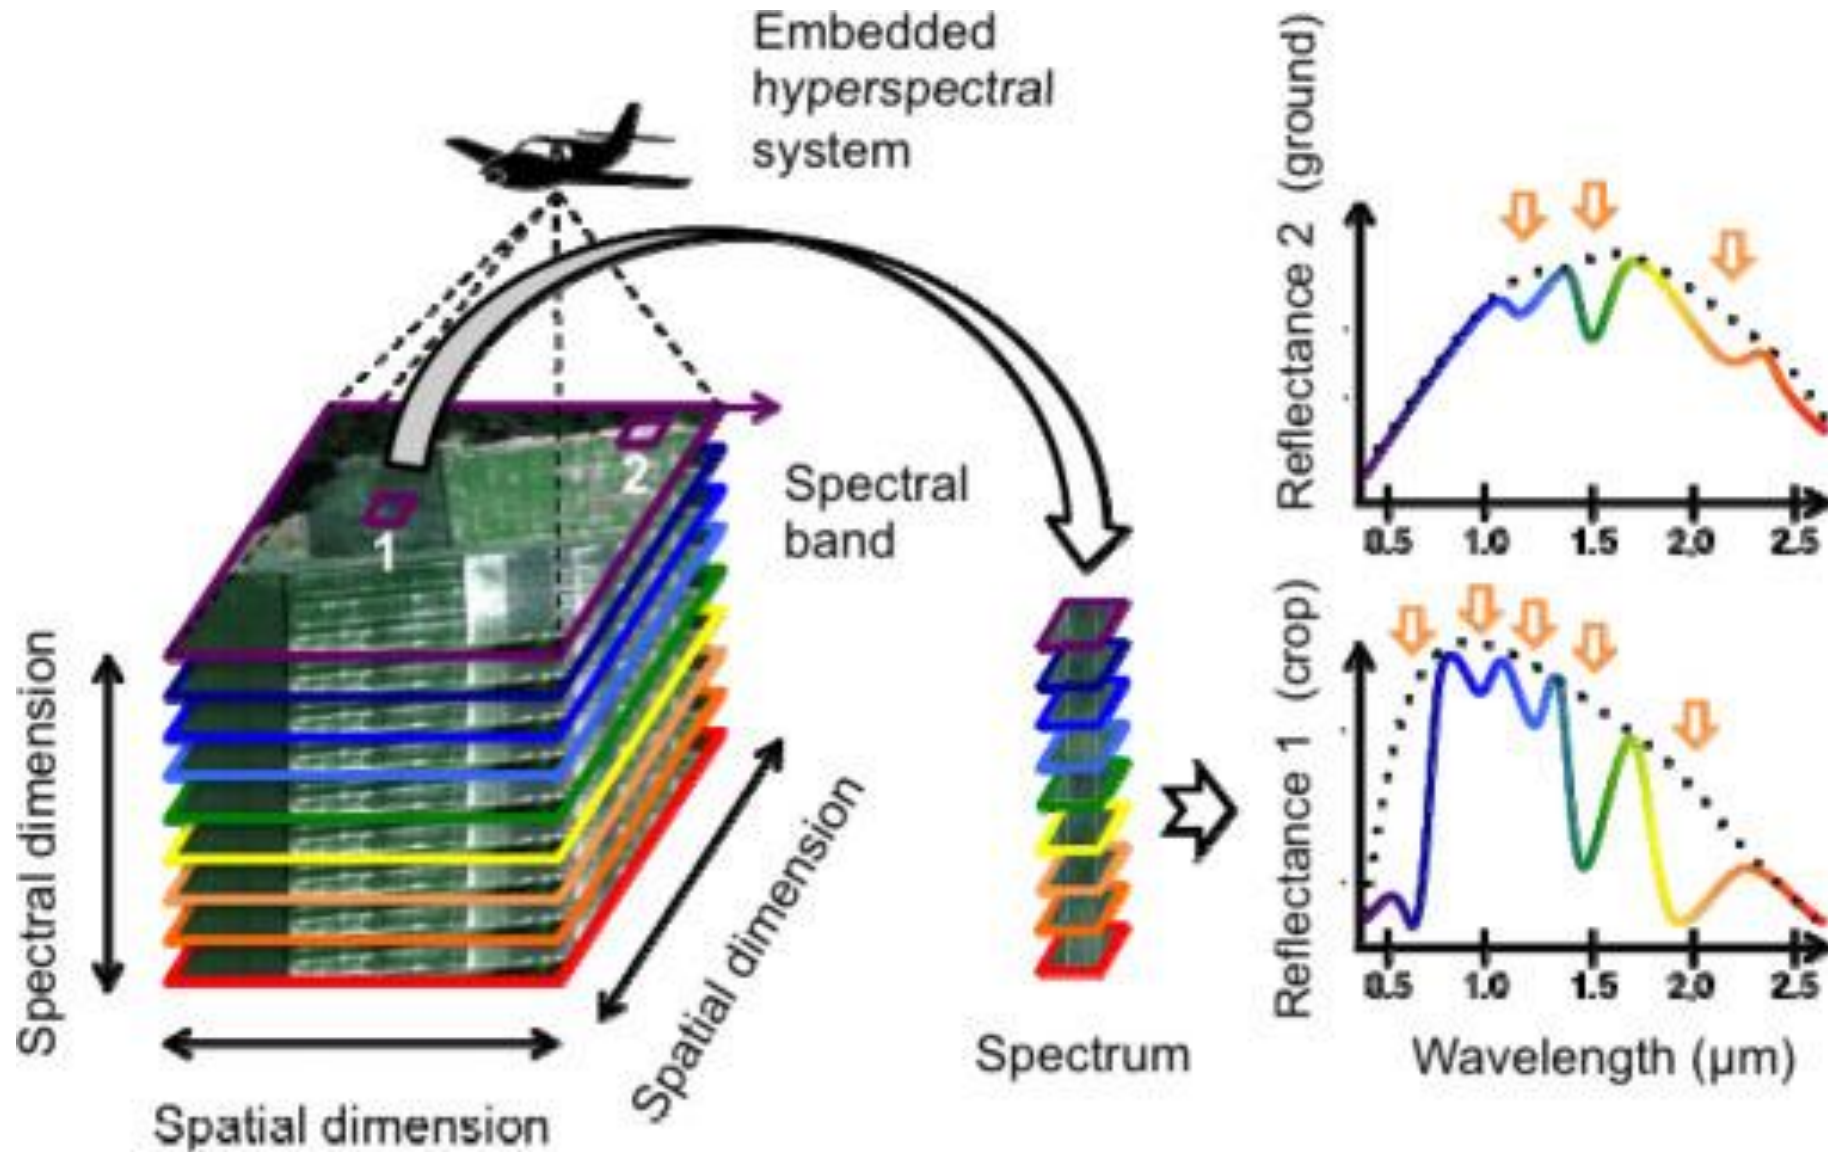 Embedded
hyperspectral
system
Spectral
band
1
2
Spectral dimension
Spatial dimension
Spatial dimension
Spectrum
Reflectance 2 (ground)
0.5 1.0 1.5 2.0 2.5
Reflectance 1 (crop)
0.5 1.0 1.5 2.0 2.5
Wavelength (µm)